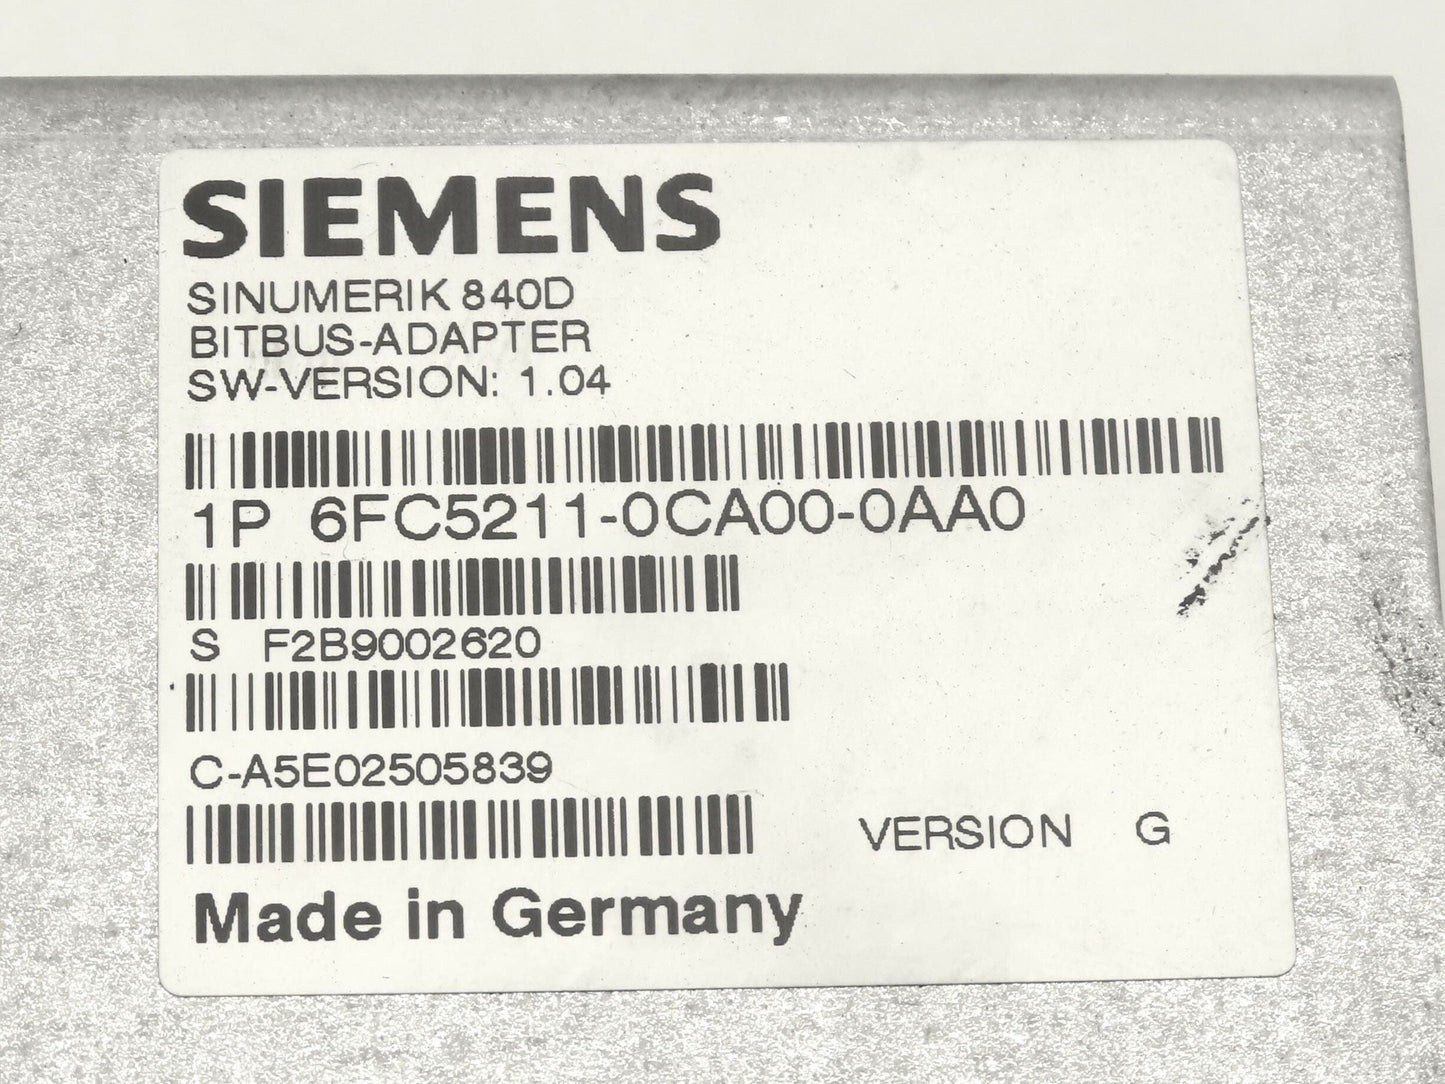 SIEMENS
SINUMERIK 840D
BITBUS-ADAPTER
SW-VERSION: 1.04
1P 6FC5211-0CA00-0AA0
S F2B9002620
C-A5E02505839
VERSION G
Made in Germany